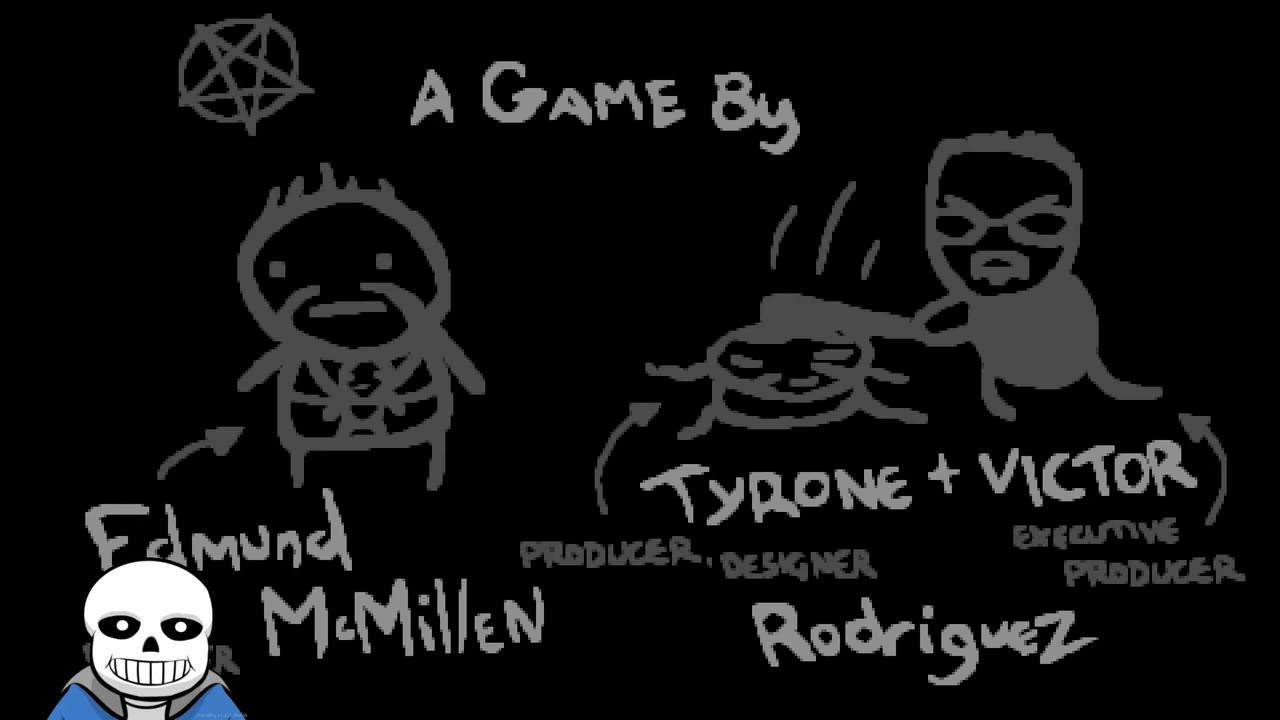 A GAME By
Edmund
McMillEN
TYRONE + VICTOR
PRODUCER, DESIGNER
EXECUTIVE
PRODUCER
RodriguEZ